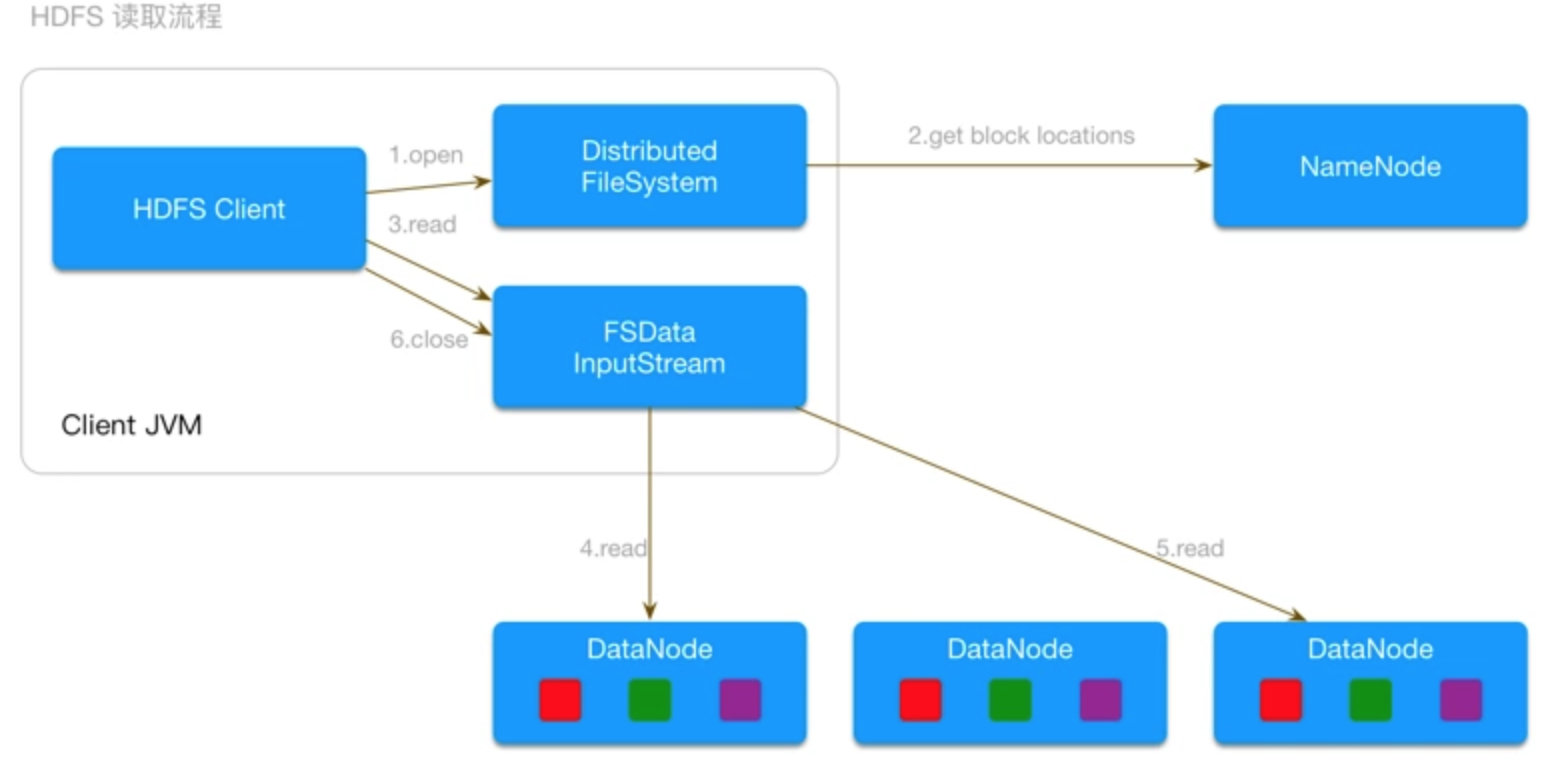 HDFS 读取流程
HDFS Client
1.open
Distributed
FileSystem
2.get block locations
NameNode
3.read
6.close
FSData
InputStream
Client JVM
4.read
5.read
DataNode
DataNode
DataNode